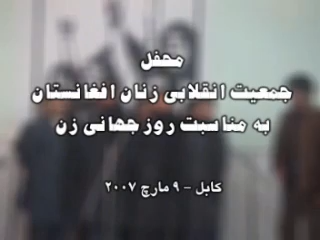 محفل
جمعیت انقلابی زنان افغانستان
به مناسبت روز جهانی زن
کابل - ۹ مارچ ۲۰۰۷